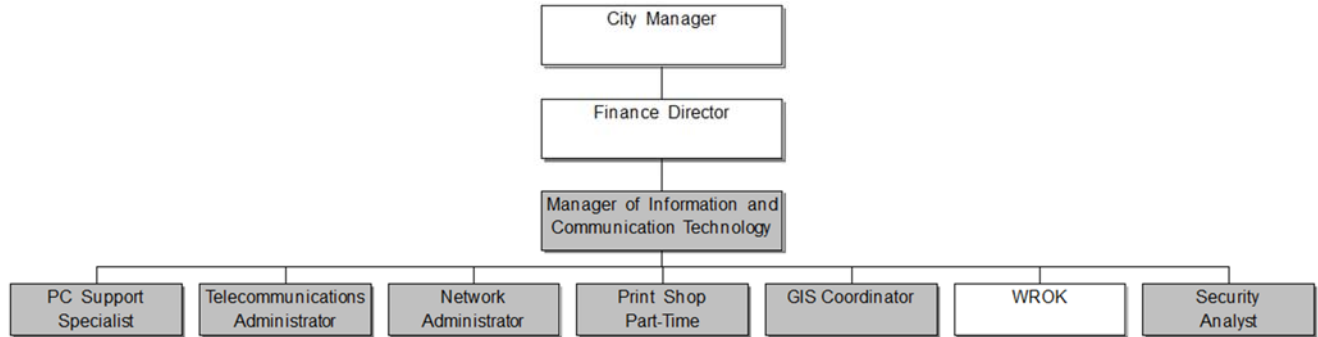 City Manager
Finance Director
Manager of Information and
Communication Technology
PC Support
Specialist
Telecommunications
Administrator
Network
Administrator
Print Shop
Part-Time
GIS Coordinator
WROK
Security
Analyst